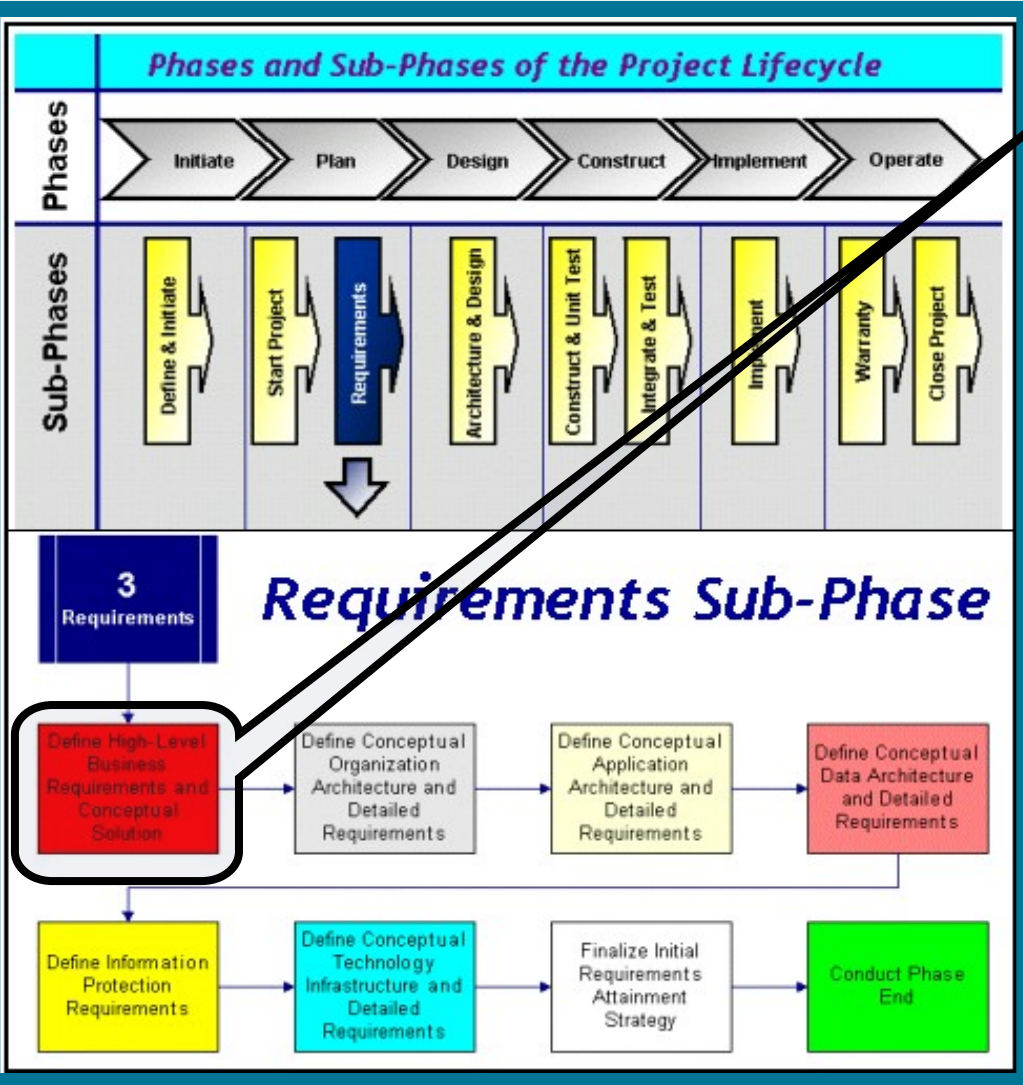 Phases and Sub-Phases of the Project Lifecycle
Phases
Initiate
Plan
Design
Construct
Implement
Operate
Sub-Phases
Define & Initiate
Start Project
Requirements
Architecture & Design
Construct & Unit Test
Integrate & Test
Implement
Warranty
Close Project
3
Requirements
Requirements Sub-Phase
Define High-Level
Business
Requirements and
Conceptual
Solution
Define Conceptual
Organization
Architecture and
Detailed
Requirements
Define Conceptual
Application
Architecture and
Detailed
Requirements
Define Conceptual
Data Architecture
and Detailed
Requirements
Define Information
Protection
Requirements
Define Conceptual
Technology
Infrastructure and
Detailed
Requirements
Finalize Initial
Requirements
Attainment
Strategy
Conduct Phase
End